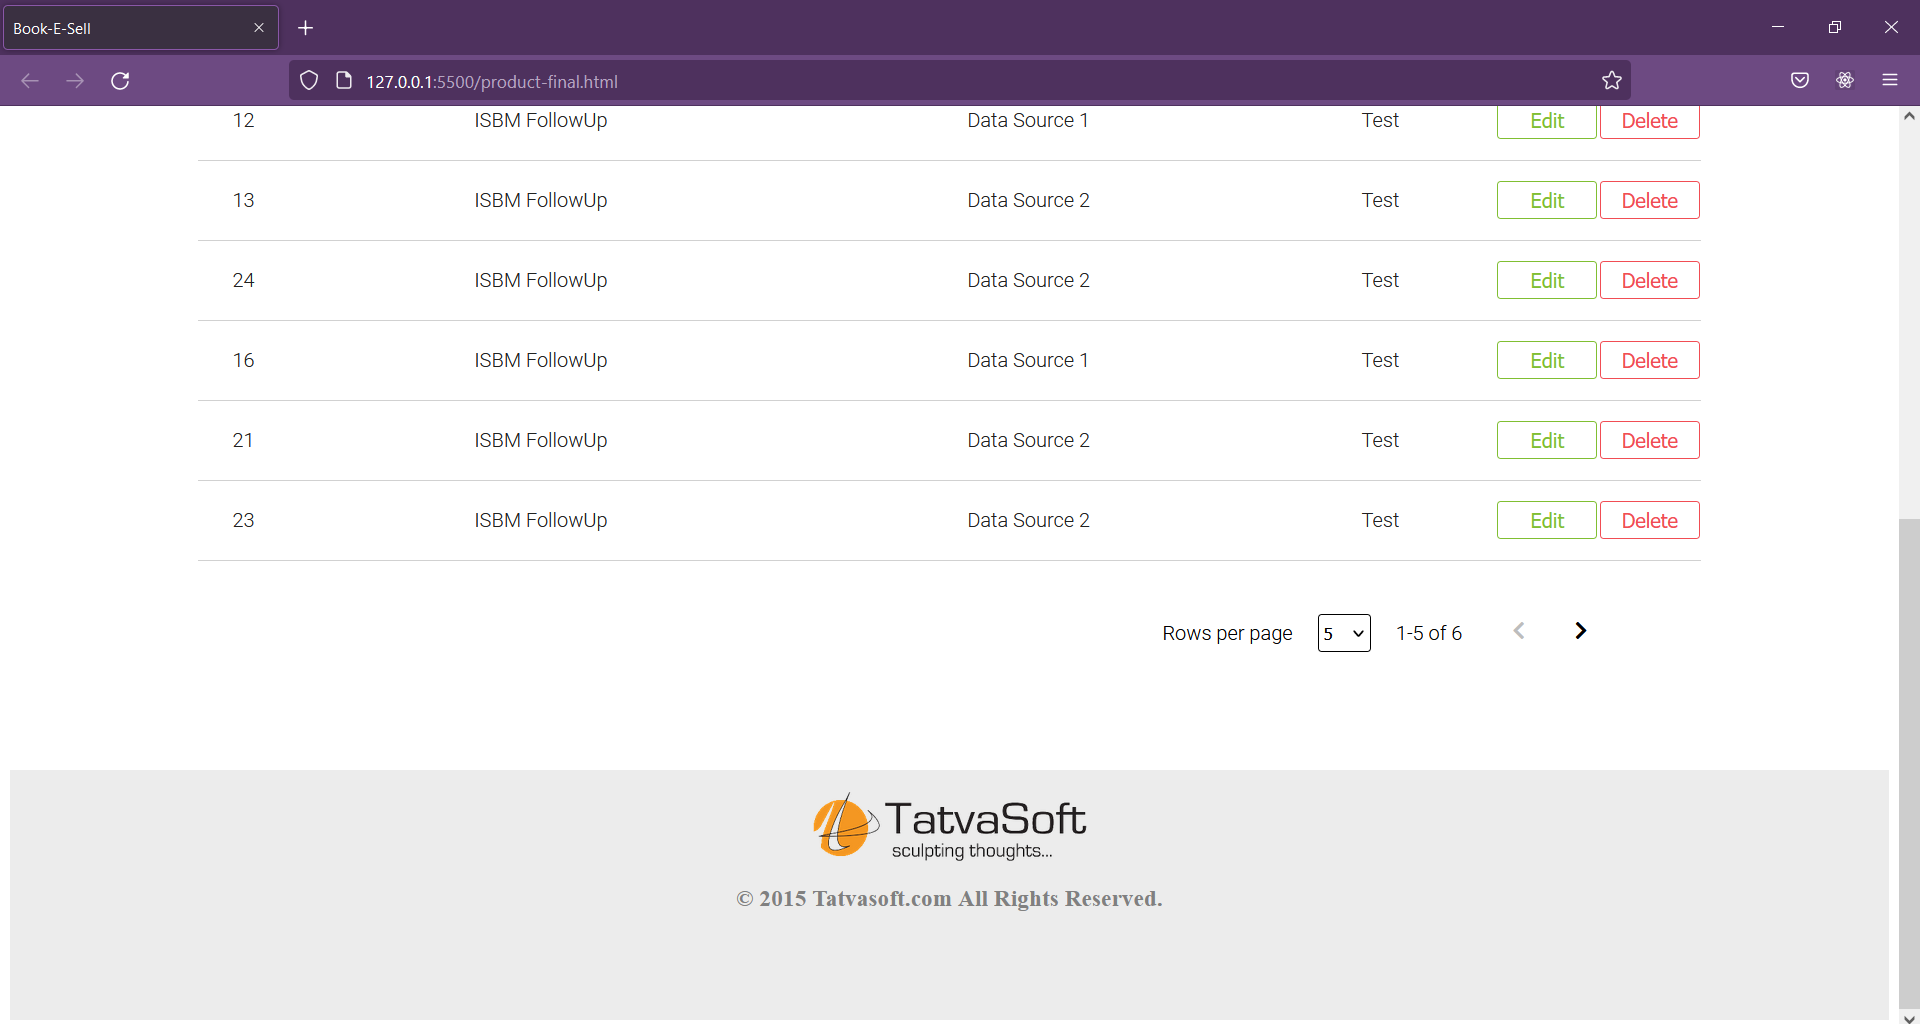 Book-E-Sell
127.0.0.1:5500/product-final.html
12 ISBM FollowUp Data Source 1 Test Edit Delete
13 ISBM FollowUp Data Source 2 Test Edit Delete
24 ISBM FollowUp Data Source 2 Test Edit Delete
16 ISBM FollowUp Data Source 1 Test Edit Delete
21 ISBM FollowUp Data Source 2 Test Edit Delete
23 ISBM FollowUp Data Source 2 Test Edit Delete
Rows per page 5 1-5 of 6
TatvaSoft
sculpting thoughts...
© 2015 Tatvasoft.com All Rights Reserved.